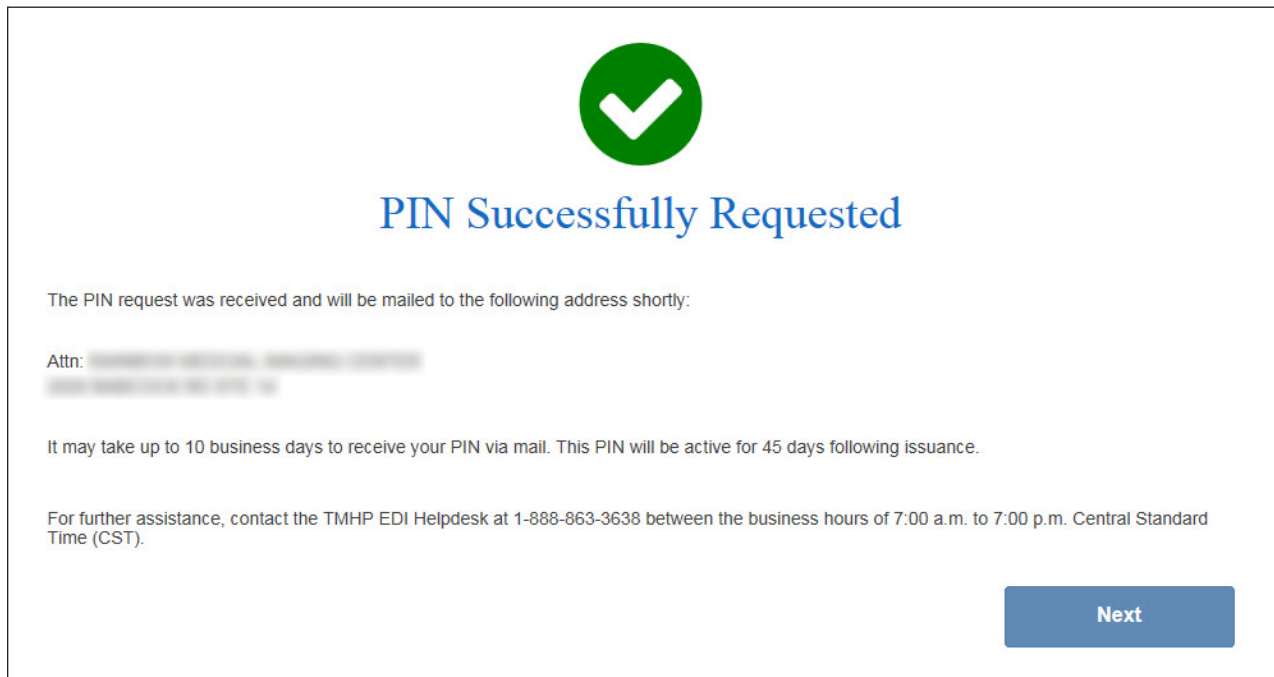 PIN Successfully Requested
The PIN request was received and will be mailed to the following address shortly:
Attn:
It may take up to 10 business days to receive your PIN via mail. This PIN will be active for 45 days following issuance.
For further assistance, contact the TMHP EDI Helpdesk at 1-888-863-3638 between the business hours of 7:00 a.m. to 7:00 p.m. Central Standard
Time (CST).
Next